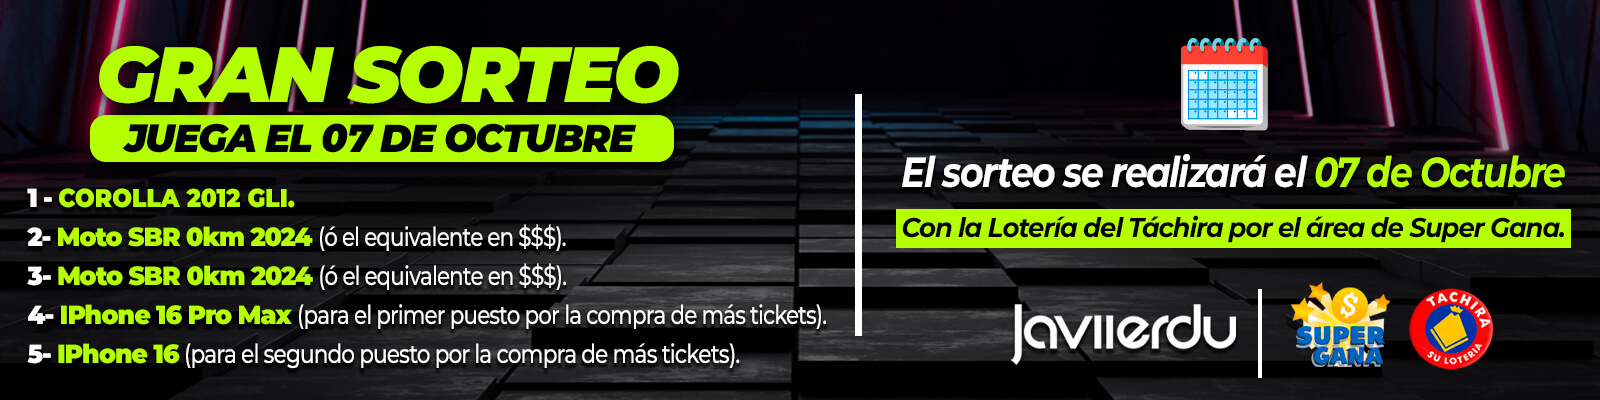 GRAN SORTEO
JUEGA EL 07 DE OCTUBRE
1 - COROLLA 2012 GLI.
2- Moto SBR 0km 2024 (ó el equivalente en $$$).
3- Moto SBR 0km 2024 (ó el equivalente en $$$).
4- IPhone 16 Pro Max (para el primer puesto por la compra de más tickets).
5- IPhone 16 (para el segundo puesto por la compra de más tickets).
El sorteo se realizará el 07 de Octubre
Con la Lotería del Táchira por el área de Super Gana.
Javiierdu
$
SUPER
GANA
TACHIRA
SU LOTERIA